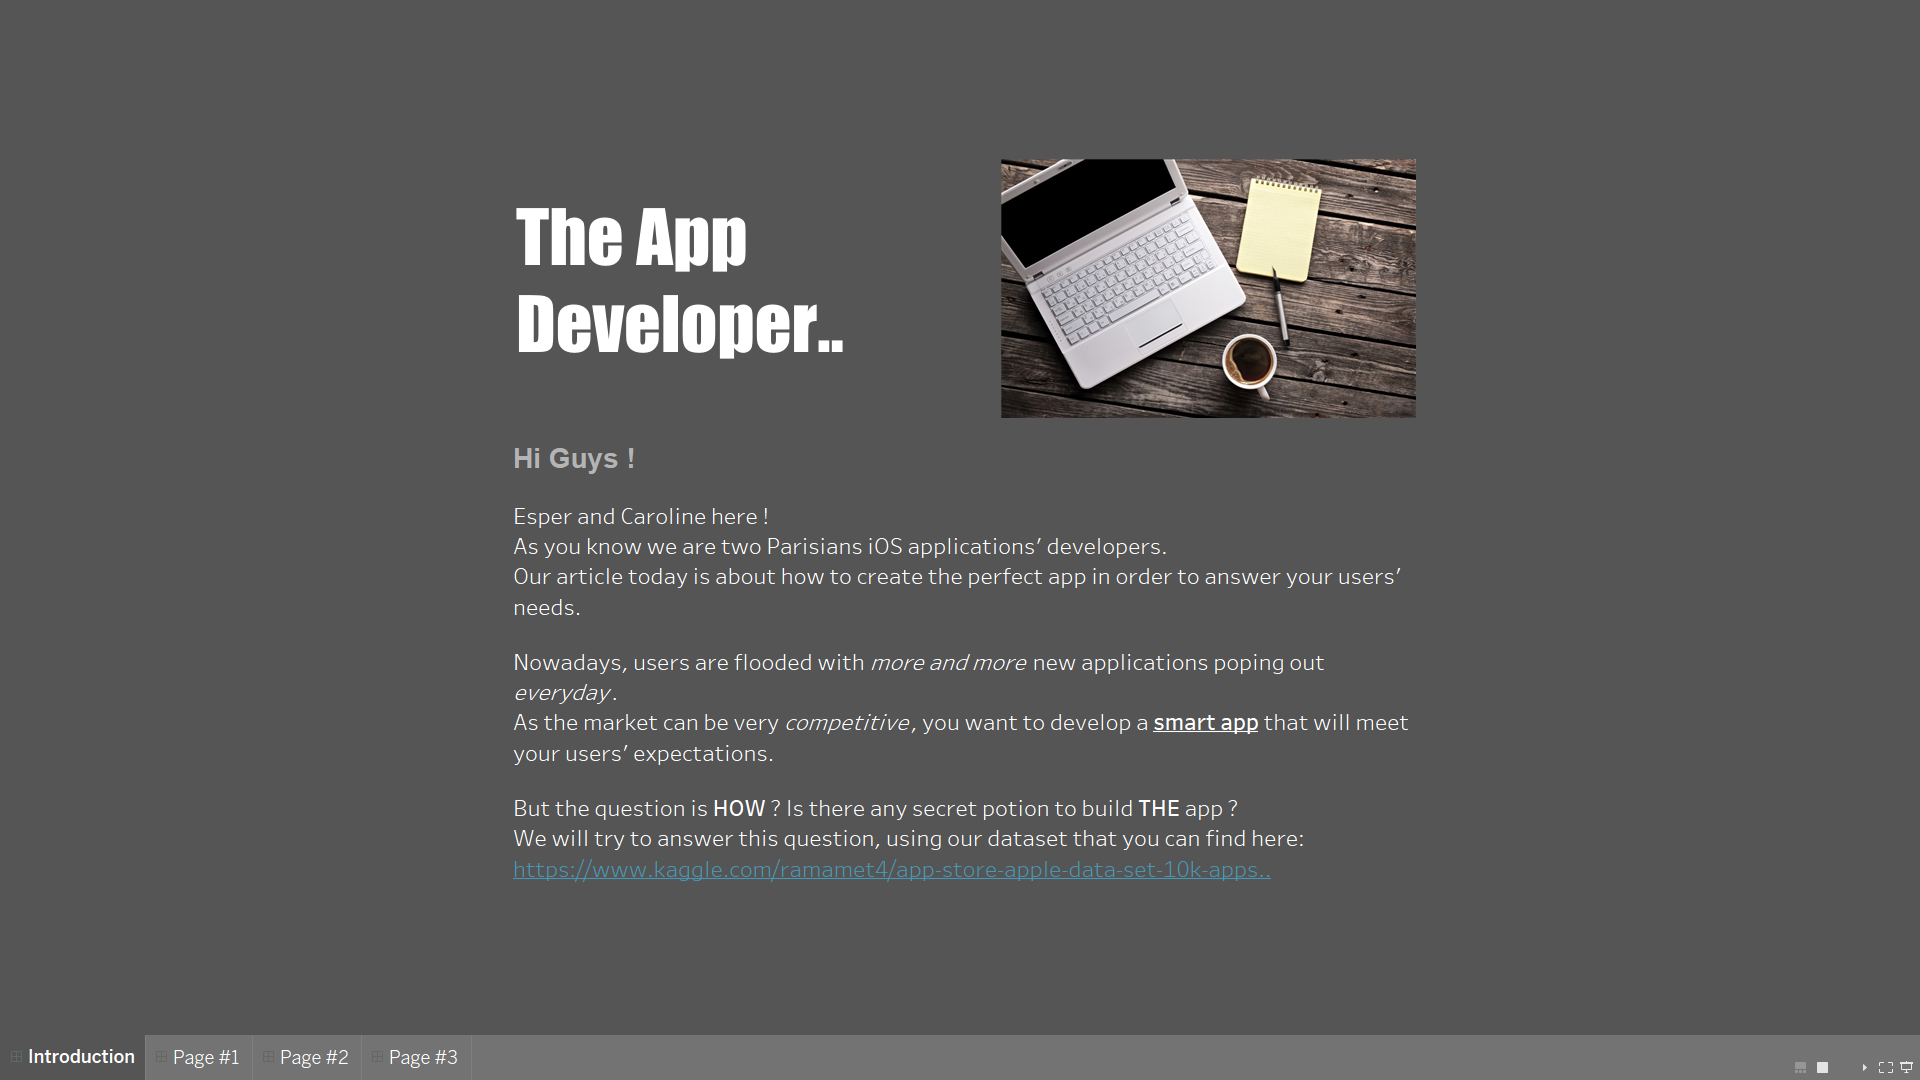 The App
Developer..
Hi Guys !
Esper and Caroline here !
As you know we are two Parisians iOS applications’ developers.
Our article today is about how to create the perfect app in order to answer your users’
needs.
Nowadays, users are flooded with more and more new applications poping out
everyday.
As the market can be very competitive, you want to develop a smart app that will meet
your users’ expectations.
But the question is HOW ? Is there any secret potion to build THE app ?
We will try to answer this question, using our dataset that you can find here:
https://www.kaggle.com/ramamet4/app-store-apple-data-set-10k-apps..
Introduction
Page #1
Page #2
Page #3